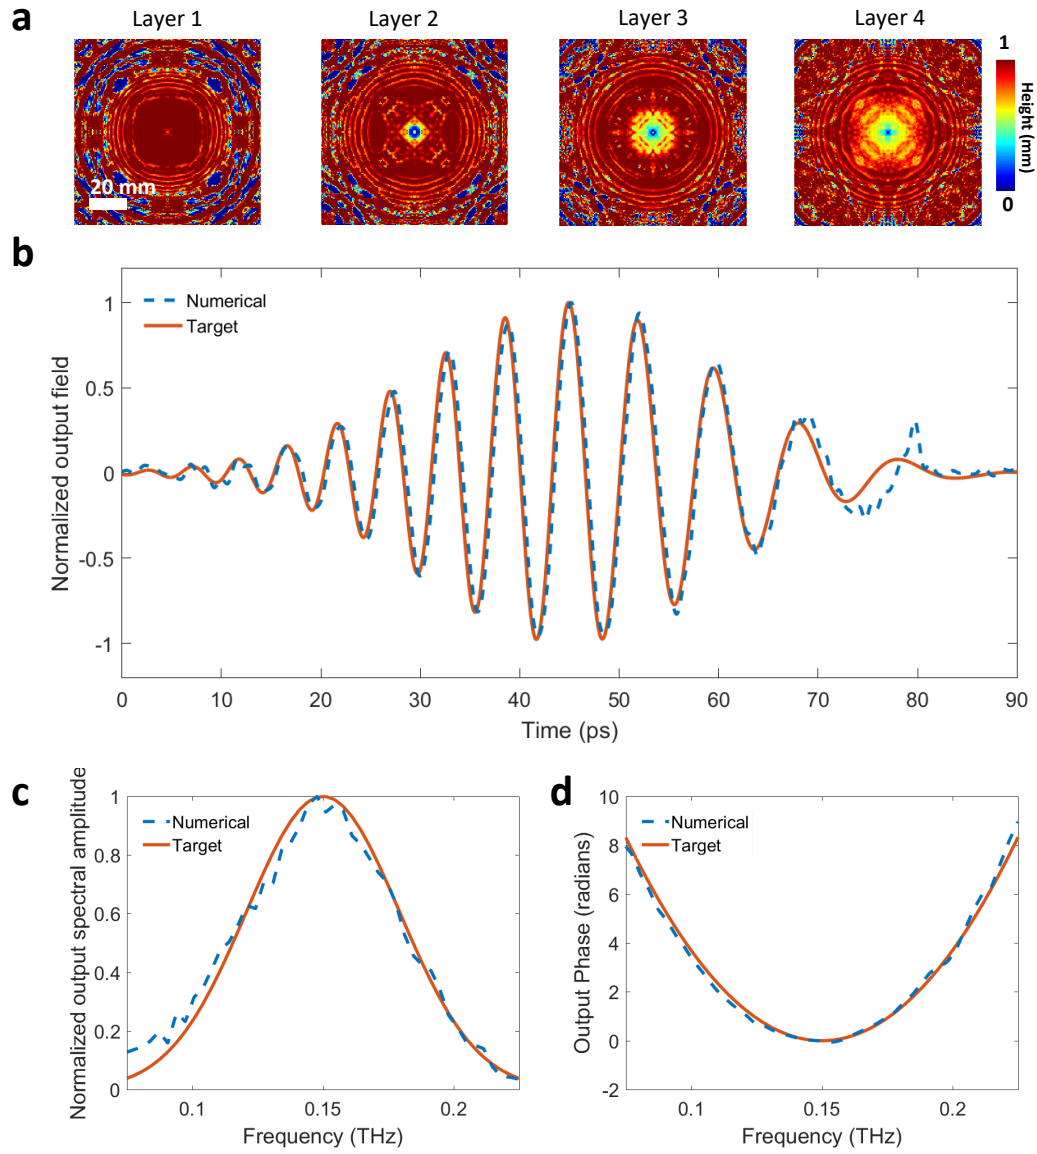 a
Layer 1
Layer 2
Layer 3
Layer 4
1
Height (mm)
0
20 mm
b
Numerical
Target
1
0.5
0
-0.5
-1
Normalized output field
0 10 20 30 40 50 60 70 80 90
Time (ps)
c
Numerical
Target
1
0.8
0.6
0.4
0.2
0
Normalized output spectral amplitude
0.1 0.15 0.2
Frequency (THz)
d
Numerical
Target
10
8
6
4
2
0
-2
Output Phase (radians)
0.1 0.15 0.2
Frequency (THz)